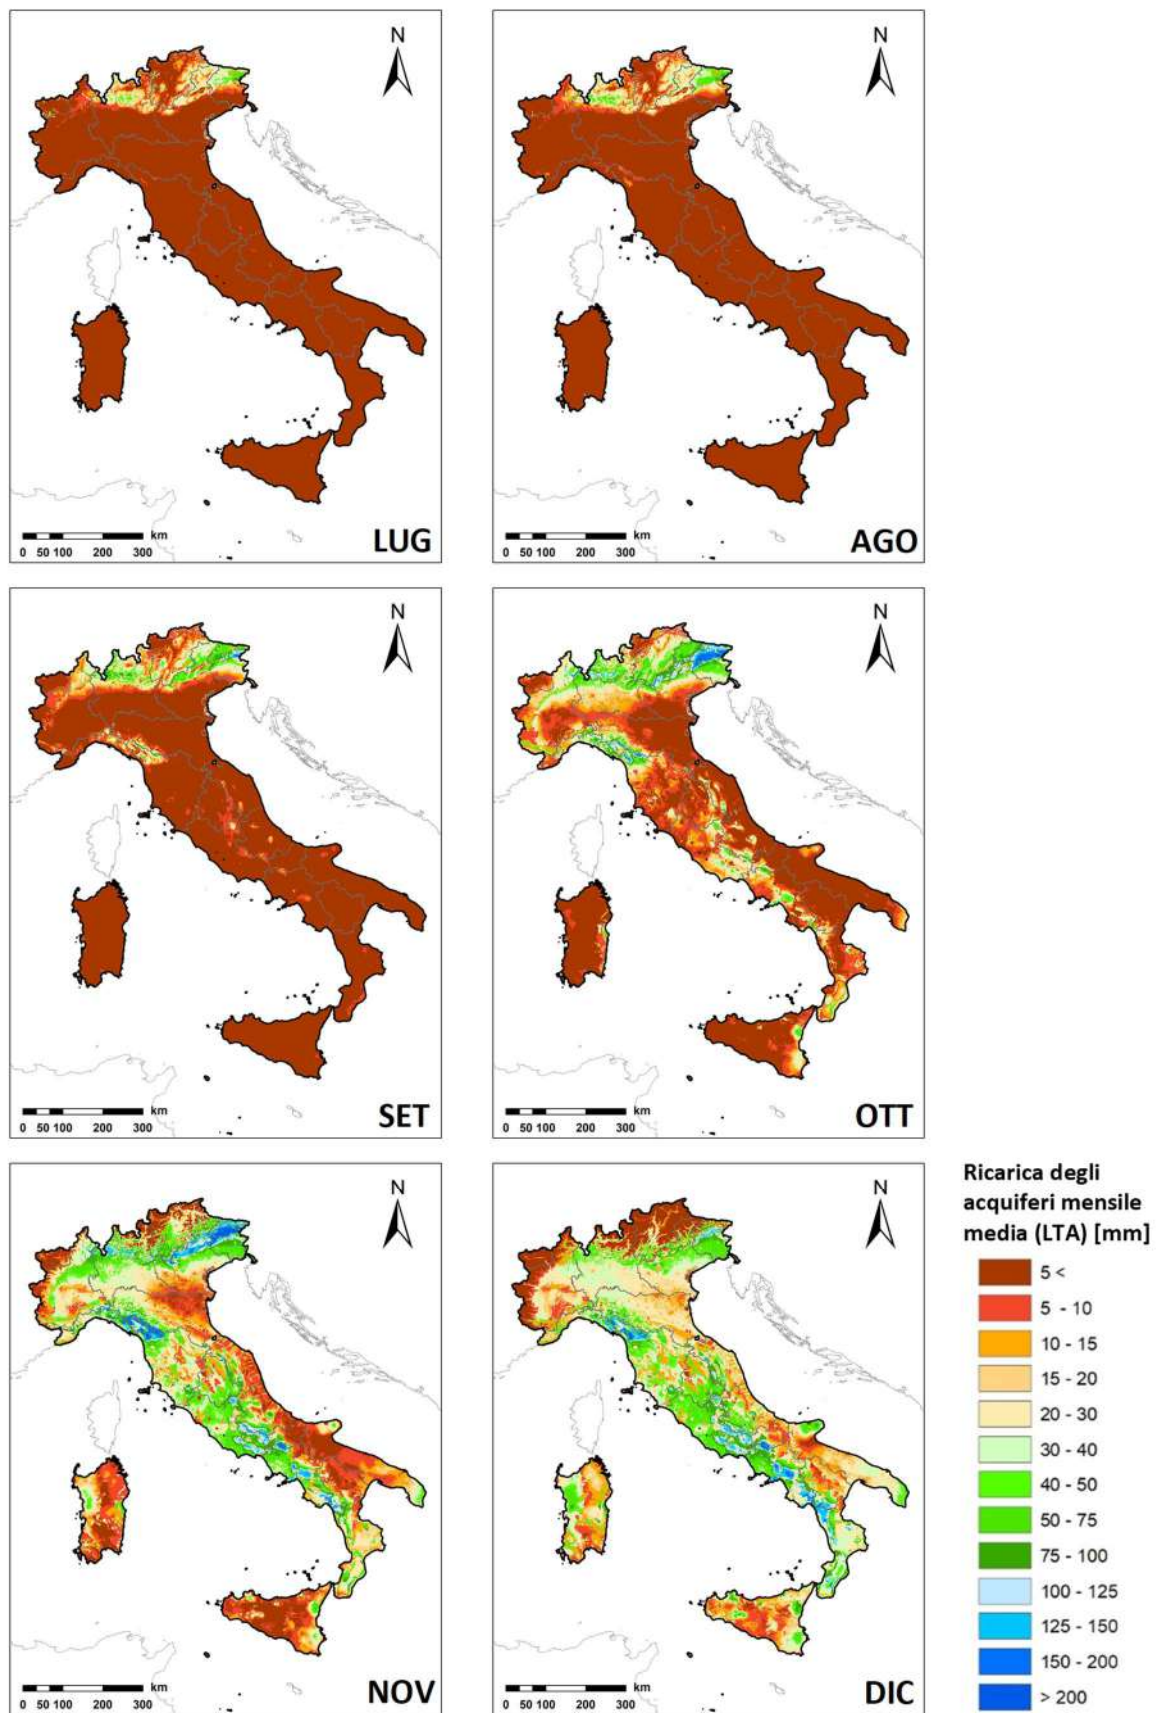 N
N
km
0 50 100 200 300
LUG
km
0 50 100 200 300
AGO
N
N
km
0 50 100 200 300
SET
km
0 50 100 200 300
OTT
N
N
km
0 50 100 200 300
NOV
km
0 50 100 200 300
DIC
Ricarica degli
acquiferi mensile
media (LTA) [mm]
5 <
5 - 10
10 - 15
15 - 20
20 - 30
30 - 40
40 - 50
50 - 75
75 - 100
100 - 125
125 - 150
150 - 200
> 200